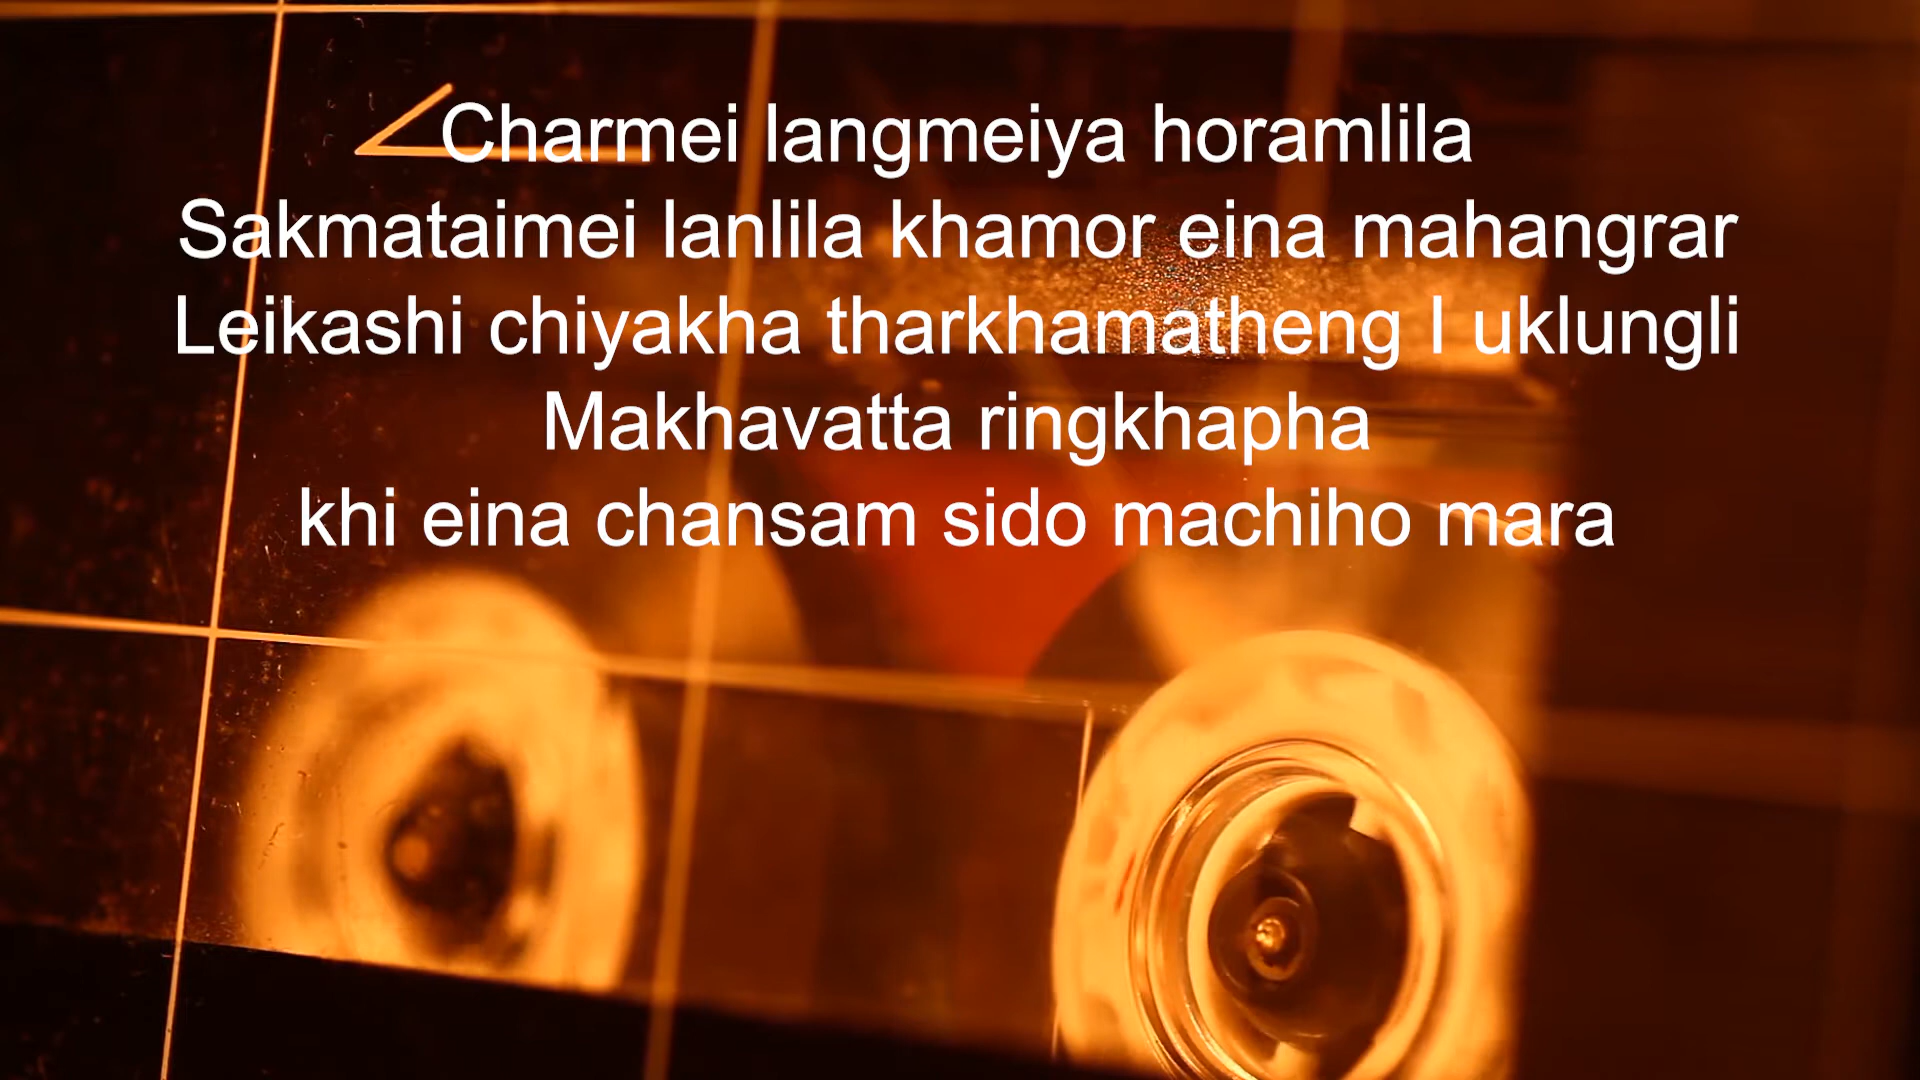 Charmei langmeiya horamlila
Sakmataimei lanlila khamor eina mahangrar
Leikashi chiyakha tharkhamatheng I uklungli
Makhavatta ringkhapha
khi eina chansam sido machiho mara